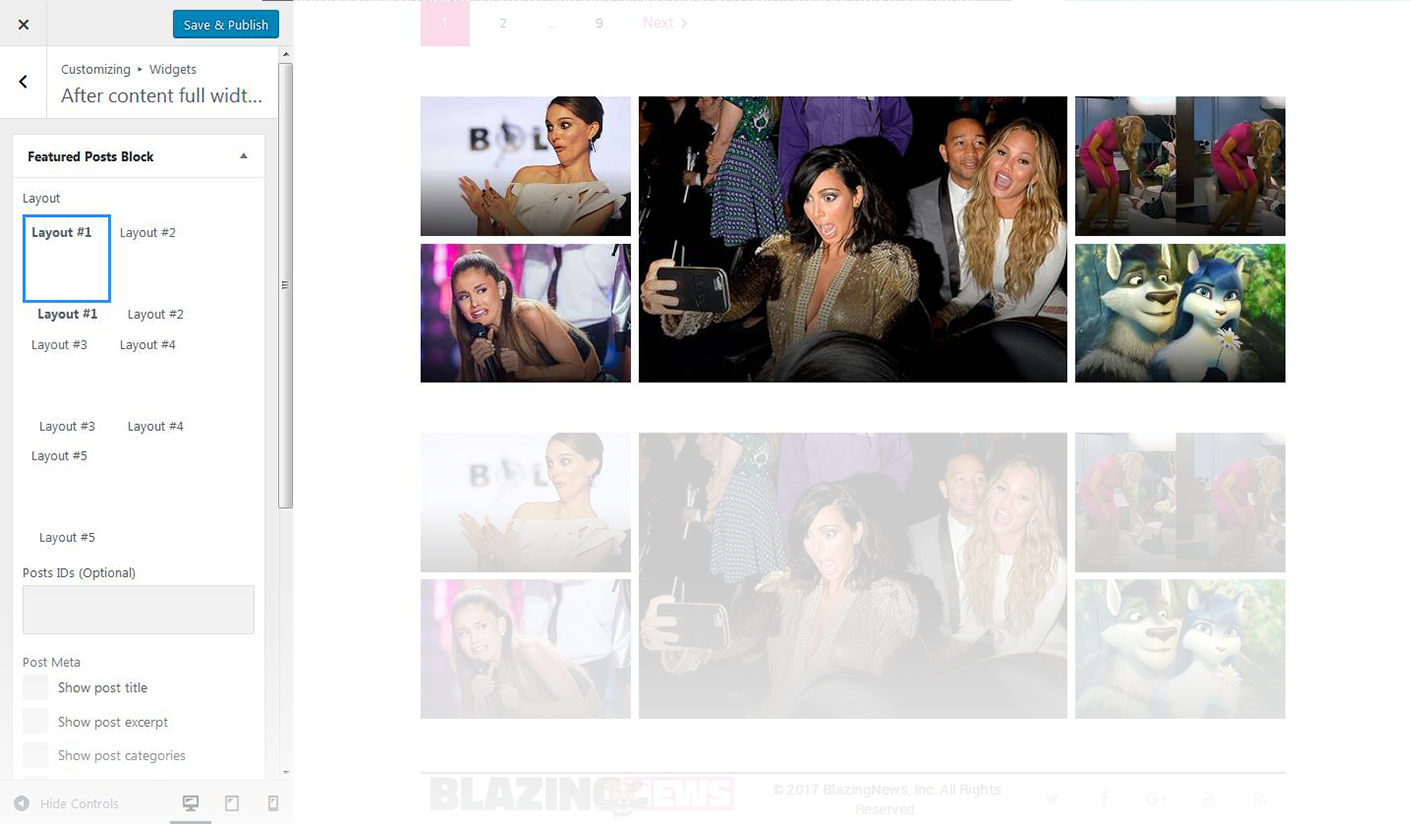 Save & Publish
Customizing ▸ Widgets
After content full widt...
Featured Posts Block
Layout
Layout #1
Layout #2
Layout #1
Layout #2
Layout #3
Layout #4
Layout #3
Layout #4
Layout #5
Layout #5
Posts IDs (Optional)
Post Meta
Show post title
Show post excerpt
Show post categories
Hide Controls
1 2 ... 9 Next
BLAZING NEWS
© 2017 BlazingNews, Inc. All Rights
Reserved.